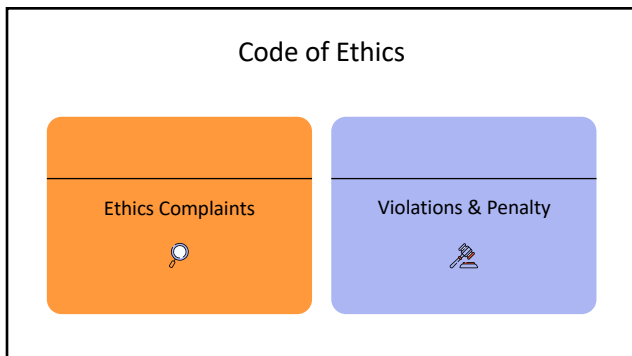 Code of Ethics
Ethics Complaints
Violations & Penalty